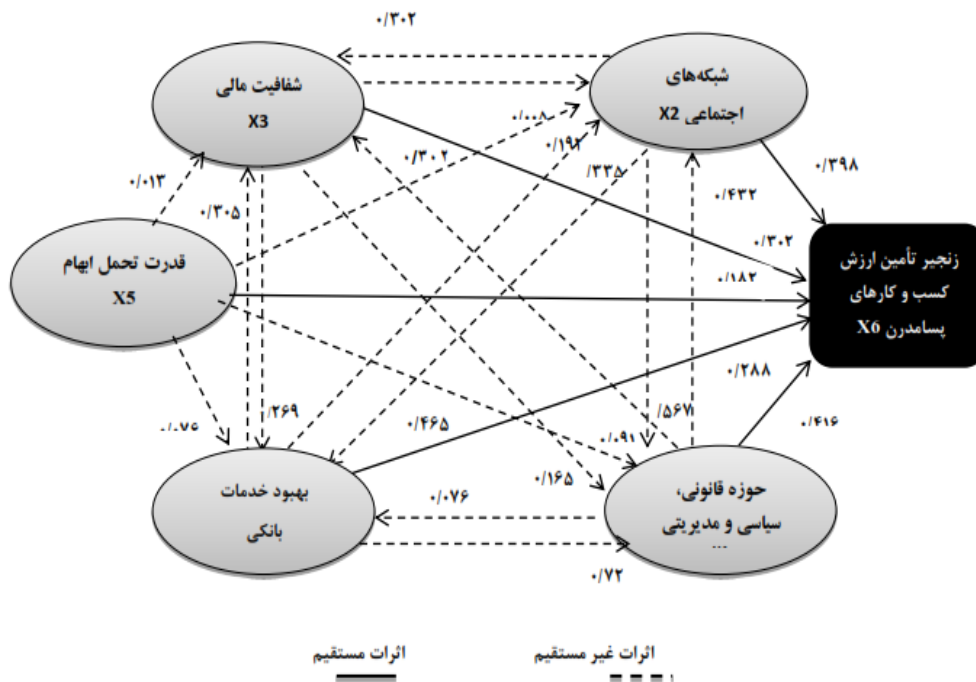 ۰/۳۰۲
شفافیت مالی
X3
شبکه‌های
اجتماعی X2
۰/۰۰۸
۰/۱۹۲
۰/۳۰۲
۰/۳۳۵
۰/۳۹۸
۰/۰۱۳
۰/۳۰۵
۰/۴۳۲
قدرت تحمل ابهام
X5
۰/۳۰۲
۰/۱۸۲
زنجیر تأمین ارزش
کسب و کارهای
پسامدرن X6
۰/۲۸۸
۰/۰۷۶
/۲۶۹
۰/۴۶۵
۰/۰۹۱
/۵۶۷
۰/۴۱۶
۰/۱۶۵
بهبود خدمات
بانکی
۰/۰۷۶
حوزه قانونی،
سیاسی و مدیریتی
...
۰/۷۲
اثرات غیر مستقیم
اثرات مستقیم